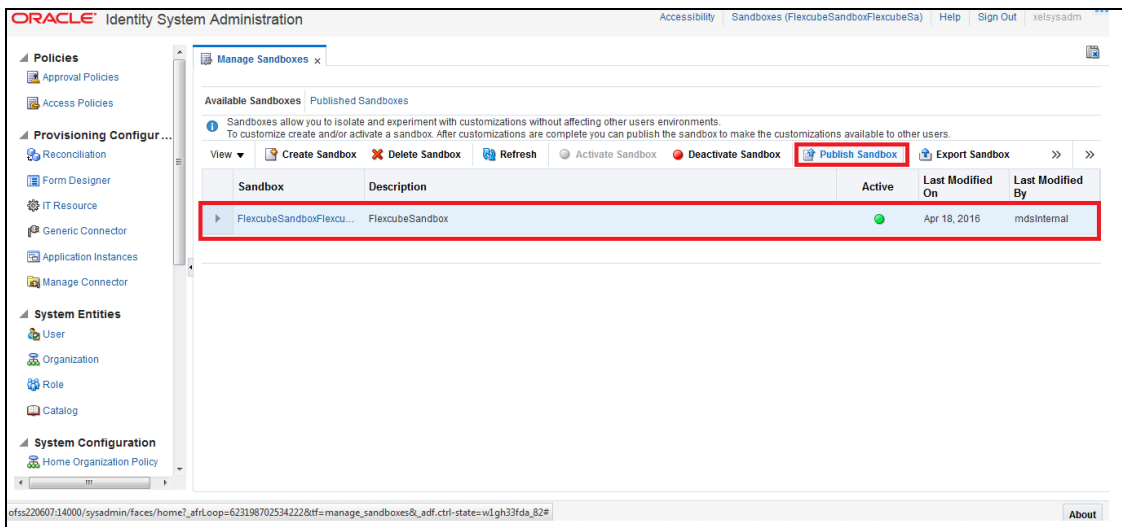 ORACLE® Identity System Administration
Accessibility Sandboxes (FlexcubeSandboxFlexcubeSa) Help Sign Out xelsysadm
Policies
Approval Policies
Access Policies
Provisioning Configur...
Reconciliation
Form Designer
IT Resource
Generic Connector
Application Instances
Manage Connector
System Entities
User
Organization
Role
Catalog
System Configuration
Home Organization Policy
Manage Sandboxes x
Available Sandboxes Published Sandboxes
Sandboxes allow you to isolate and experiment with customizations without affecting other users environments.
To customize create and/or activate a sandbox. After customizations are complete you can publish the sandbox to make the customizations available to other users.
View Create Sandbox Delete Sandbox Refresh Activate Sandbox Deactivate Sandbox Publish Sandbox Export Sandbox » »
Sandbox Description Active Last Modified On Last Modified By
FlexcubeSandboxFlexcu... FlexcubeSandbox Apr 18, 2016 mdsInternal
ofss220607:14000/sysadmin/faces/home?_afrLoop=6231987025342228&tf=manage_sandboxes&_adf.ctrl-state=w1gh33fda_82#
About